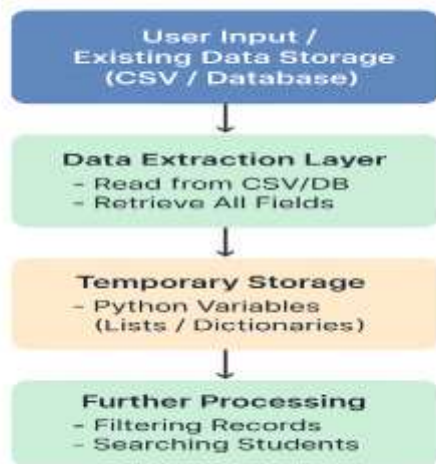 User Input /
Existing Data Storage
(CSV / Database)
Data Extraction Layer
- Read from CSV/DB
- Retrieve All Fields
Temporary Storage
- Python Variables
(Lists / Dictionaries)
Further Processing
- Filtering Records
- Searching Students